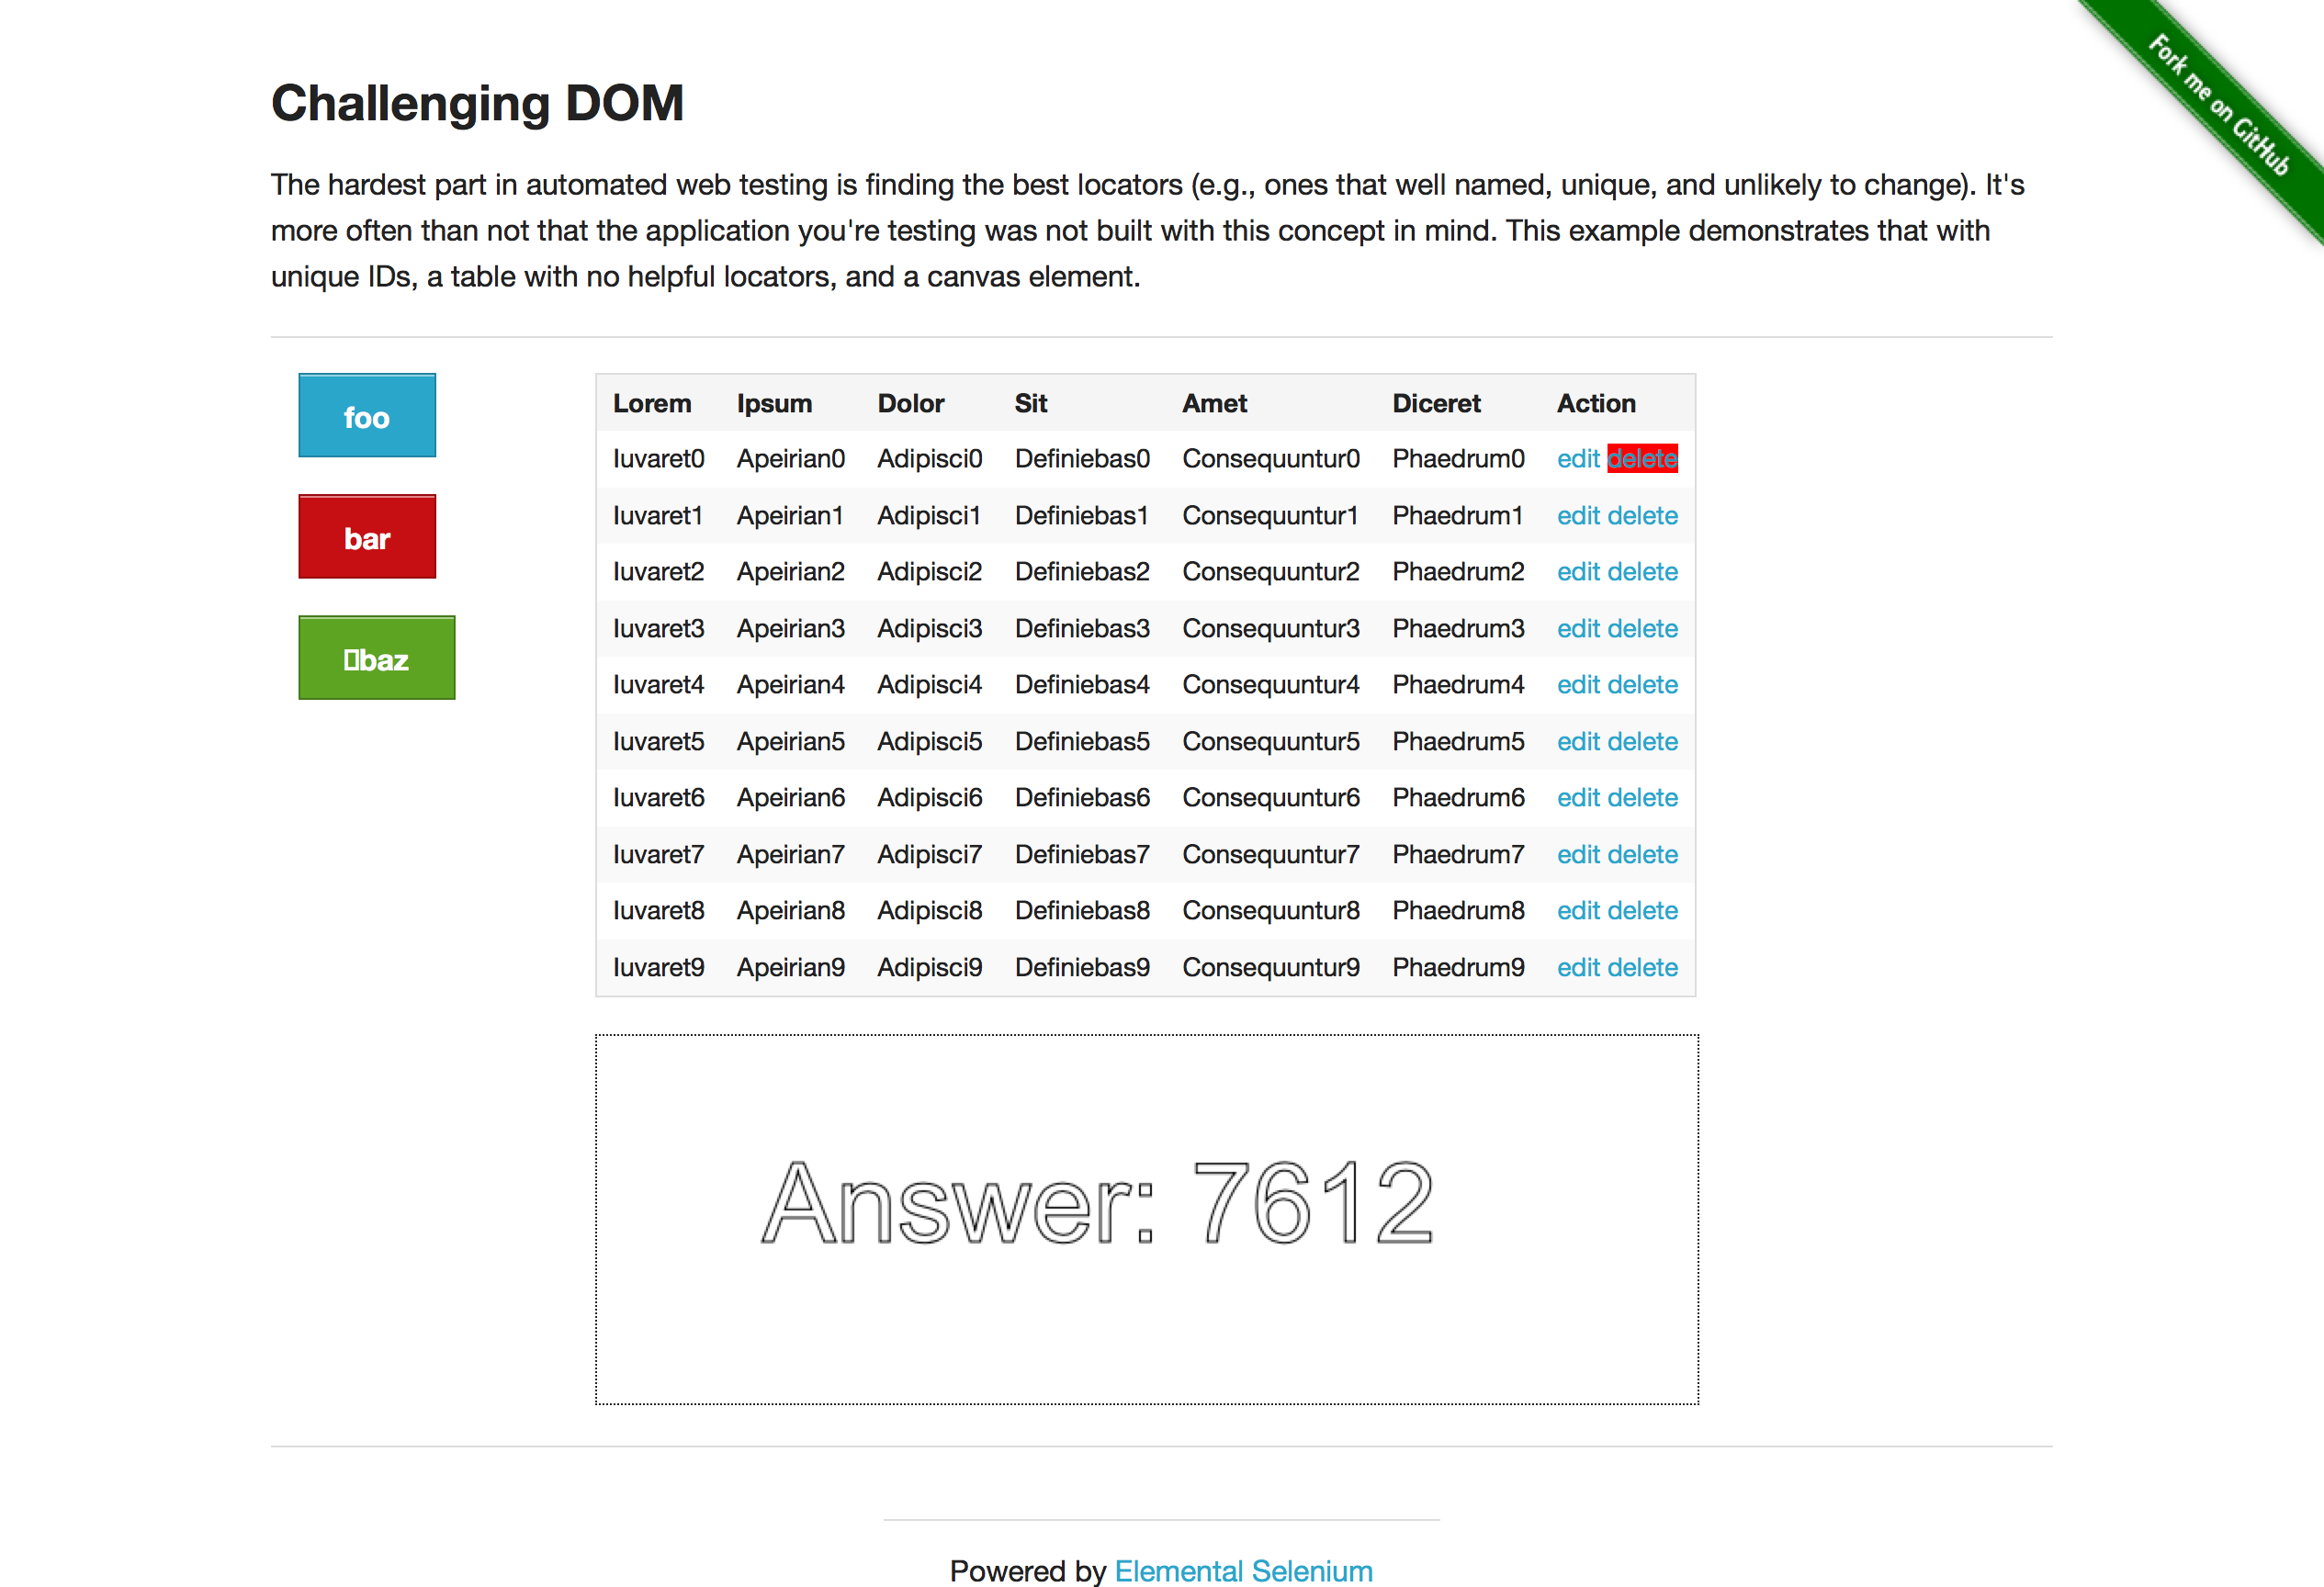 Fork me on GitHub
Challenging DOM
The hardest part in automated web testing is finding the best locators (e.g., ones that well named, unique, and unlikely to change). It's
more often than not that the application you're testing was not built with this concept in mind. This example demonstrates that with
unique IDs, a table with no helpful locators, and a canvas element.
foo
bar
baz
Lorem Ipsum Dolor Sit Amet Diceret Action
Iuvaret0 Apeirian0 Adipisci0 Definiebas0 Consequuntur0 Phaedrum0 edit delete
Iuvaret1 Apeirian1 Adipisci1 Definiebas1 Consequuntur1 Phaedrum1 edit delete
Iuvaret2 Apeirian2 Adipisci2 Definiebas2 Consequuntur2 Phaedrum2 edit delete
Iuvaret3 Apeirian3 Adipisci3 Definiebas3 Consequuntur3 Phaedrum3 edit delete
Iuvaret4 Apeirian4 Adipisci4 Definiebas4 Consequuntur4 Phaedrum4 edit delete
Iuvaret5 Apeirian5 Adipisci5 Definiebas5 Consequuntur5 Phaedrum5 edit delete
Iuvaret6 Apeirian6 Adipisci6 Definiebas6 Consequuntur6 Phaedrum6 edit delete
Iuvaret7 Apeirian7 Adipisci7 Definiebas7 Consequuntur7 Phaedrum7 edit delete
Iuvaret8 Apeirian8 Adipisci8 Definiebas8 Consequuntur8 Phaedrum8 edit delete
Iuvaret9 Apeirian9 Adipisci9 Definiebas9 Consequuntur9 Phaedrum9 edit delete
Answer: 7612
Powered by Elemental Selenium